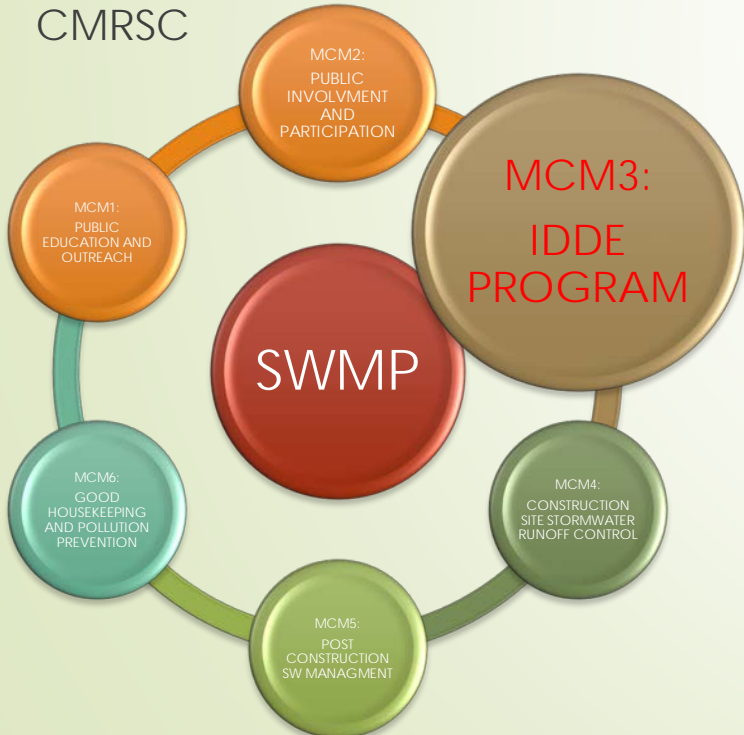 CMRSC
MCM2:
PUBLIC
INVOLVMENT
AND
PARTICIPATION
MCM3:
IDDE
PROGRAM
MCM1:
PUBLIC
EDUCATION AND
OUTREACH
SWMP
MCM6:
GOOD
HOUSEKEEPING
AND POLLUTION
PREVENTION
MCM4:
CONSTRUCTION
SITE STORMWATER
RUNOFF CONTROL
MCM5:
POST
CONSTRUCTION
SW MANAGMENT